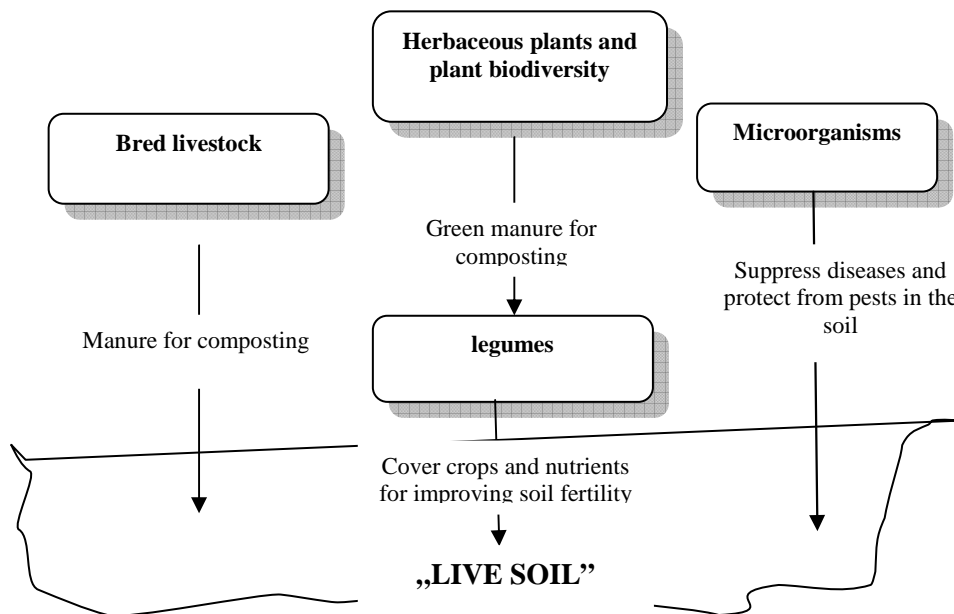 Herbaceous plants and
plant biodiversity
Bred livestock
Microorganisms
Green manure for
composting
Suppress diseases and
protect from pests in the
soil
Manure for composting
legumes
Cover crops and nutrients
for improving soil fertility
„LIVE SOIL”